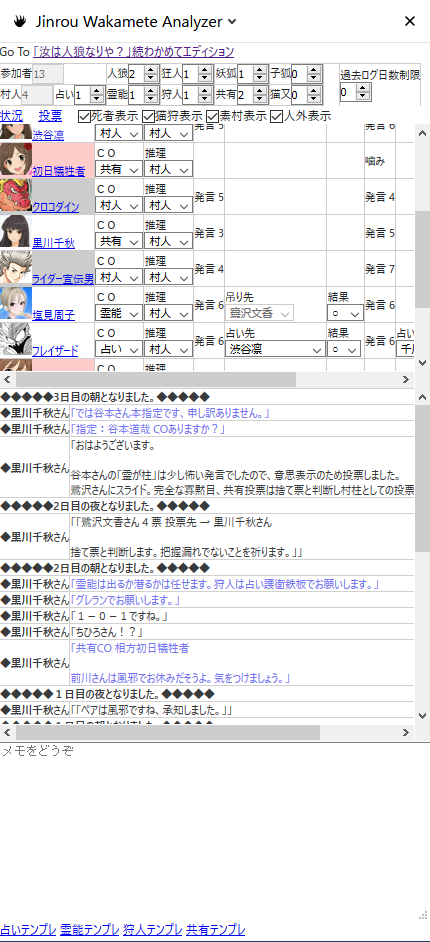 Jinrou Wakamete Analyzer
Go To 「汝は人狼なりや？」続わかめてエディション
参加者 13 人狼 2 狂人 1 妖狐 1 子狐 0 過去ログ日数制限
村人 4 占い 1 霊能 1 狩人 1 共有 2 猫又 0 0
状況 投票 死者表示 猫狩表示 素村表示 人外表示
渋谷凛 村人 村人 発言 5 発言 6
ＣＯ 推理
初日犠牲者 共有 村人 噛み
ＣＯ 推理
クロコダイン 村人 村人 発言 5 発言 4
ＣＯ 推理
黒川千秋 共有 村人 発言 3 発言 5
ＣＯ 推理
ライダー宣伝男 村人 村人 発言 4 発言 7
ＣＯ 推理 吊り先 結果
塩見周子 霊能 村人 発言 6 鷺沢文香 ○ 発言 6
ＣＯ 推理 占い先 結果 占い
フレイザード 占い 村人 発言 6 渋谷凛 ○ 発言 6
ＣＯ 推理
◆◆◆◆◆3日目の朝となりました。◆◆◆◆◆
◆黒川千秋さん「では谷本さん本指定です、申し訳ありません。」
◆黒川千秋さん「指定：谷本道哉 COありますか？」
「おはようございます。
◆黒川千秋さん
谷本さんの「霊が柱」は少し怖い発言でしたので、意思表示のため投票しました。
鷺沢さんにスライド。完全な寡黙目、共有投票は捨て票と判断し村柱としての投票
◆◆◆◆◆2日目の夜となりました。◆◆◆◆◆
「「鷺沢文香さん 4 票 投票先 → 黒川千秋さん
◆黒川千秋さん
捨て票と判断します。把握漏れでないことを祈ります。」」
◆◆◆◆◆2日目の朝となりました。◆◆◆◆◆
◆黒川千秋さん「霊能は出るか潜るかは任せます。狩人は占い護衛鉄板でお願いします。」
◆黒川千秋さん「グレランでお願いします。」
◆黒川千秋さん「１－０－１ですね。」
◆黒川千秋さん「ちひろさん！？」
「共有CO 相方初日犠牲者
◆黒川千秋さん
前川さんは風邪でお休みだそうよ。気をつけましょう。」
◆◆◆◆◆１日目の夜となりました。◆◆◆◆◆
◆黒川千秋さん「「ペアは風邪ですね、承知しました。」」
メモをどうぞ
占いテンプレ 霊能テンプレ 狩人テンプレ 共有テンプレ